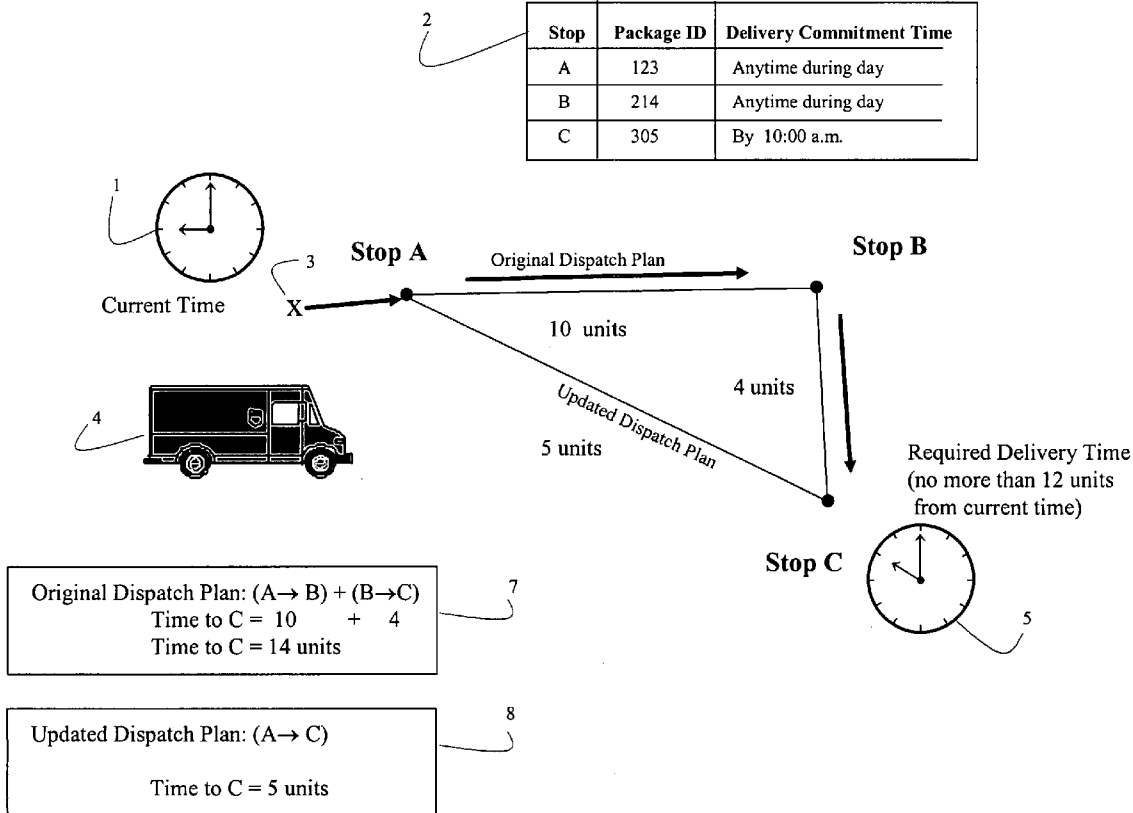 2
Stop Package ID Delivery Commitment Time
A 123 Anytime during day
B 214 Anytime during day
C 305 By 10:00 a.m.
1
Current Time
3
X
Stop A
Original Dispatch Plan
Stop B
10 units
4 units
Updated Dispatch Plan
5 units
4
Required Delivery Time
(no more than 12 units
from current time)
Stop C
5
Original Dispatch Plan: (A→ B) + (B→C)
Time to C = 10 + 4
Time to C = 14 units
7
Updated Dispatch Plan: (A→ C)
Time to C = 5 units
8